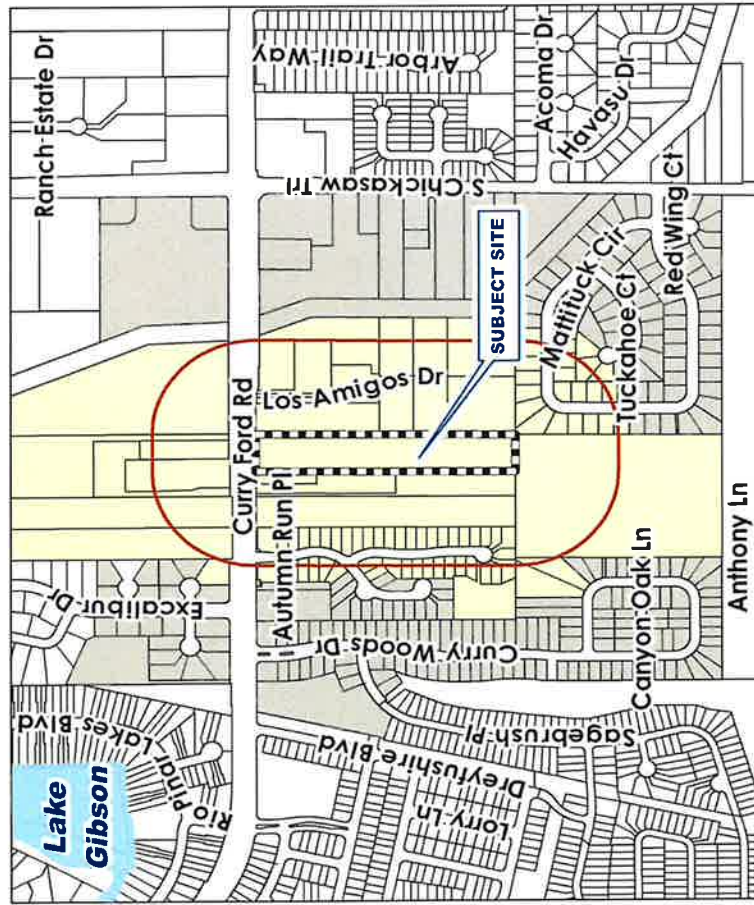 Ranch Estate Dr
Arbor Trail Way
Acoma Dr
Havasu Dr
S Chickasaw Trl
Red Wing Ct
Mattituck Cir
Tuckahoe Ct
SUBJECT SITE
Los Amigos Dr
Curry Ford Rd
Autumn Run Pl
Excalibur Dr
Curry Woods Dr
Canyon Oak Ln
Anthony Ln
Sagebrush Pl
Dreyfushire Blvd
Lorry Ln
Rio Pinar Lakes Blvd
Lake
Gibson